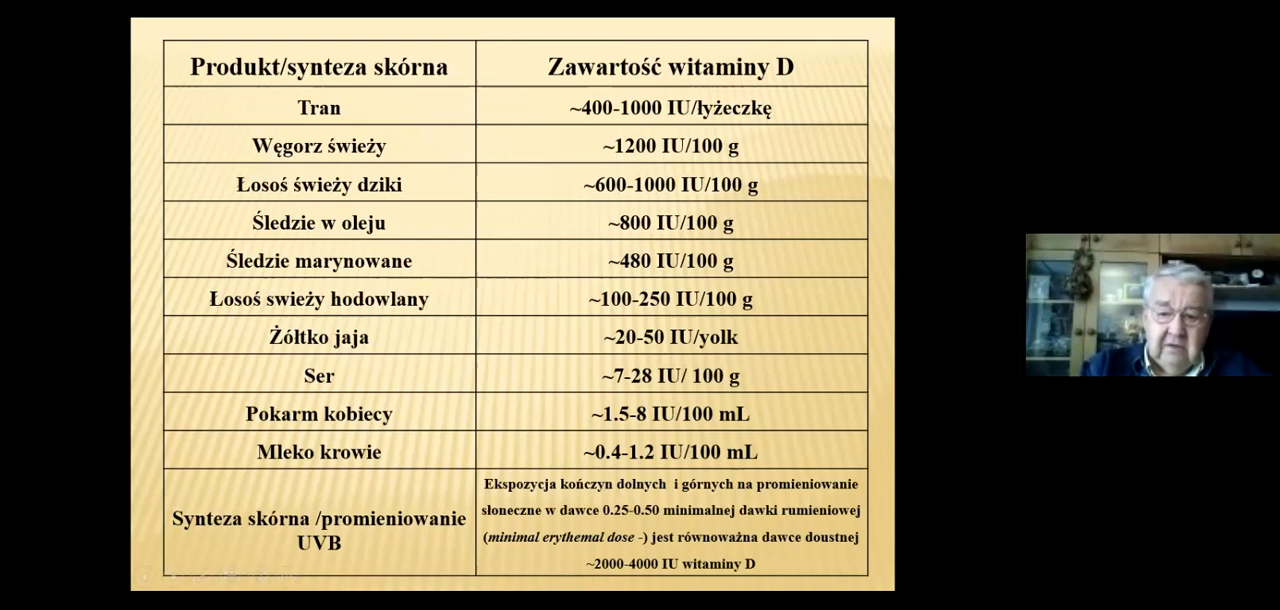 Produkt/synteza skórna
Zawartość witaminy D
Tran
~400-1000 IU/łyżeczkę
Węgorz świeży
~1200 IU/100 g
Łosoś świeży dziki
~600-1000 IU/100 g
Śledzie w oleju
~800 IU/100 g
Śledzie marynowane
~480 IU/100 g
Łosoś swieży hodowlany
~100-250 IU/100 g
Żółtko jaja
~20-50 IU/yolk
Ser
~7-28 IU/ 100 g
Pokarm kobiecy
~1.5-8 IU/100 mL
Mleko krowie
~0.4-1.2 IU/100 mL
Synteza skórna /promieniowanie
UVB
Ekspozycja kończyn dolnych i górnych na promieniowanie
słoneczne w dawce 0.25-0.50 minimalnej dawki rumieniowej
(minimal erythemal dose -) jest równoważna dawce doustnej
~2000-4000 IU witaminy D